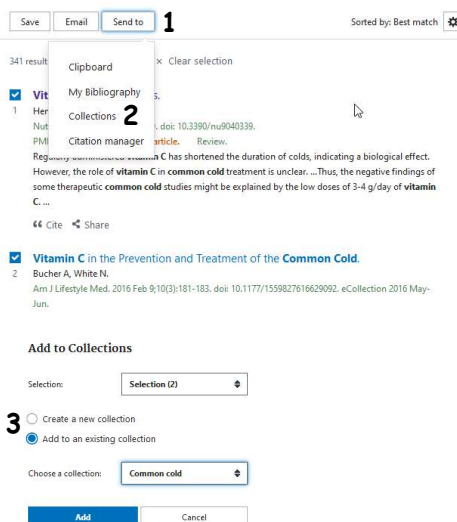 Save Email Send to 1 Sorted by: Best match
341 result × Clear selection
Clipboard
My Bibliography
Collections 2
Citation manager
Vit s.
1 Her
Nut . doi: 10.3390/nu9040339.
PMI article. Review.
Regularly administered vitamin C has shortened the duration of colds, indicating a biological effect.
However, the role of vitamin C in common cold treatment is unclear. ...Thus, the negative findings of
some therapeutic common cold studies might be explained by the low doses of 3-4 g/day of vitamin
C. ...
Cite Share
Vitamin C in the Prevention and Treatment of the Common Cold.
2 Bucher A, White N.
Am J Lifestyle Med. 2016 Feb 9;10(3):181-183. doi: 10.1177/1559827616629092. eCollection 2016 May-
Jun.
Add to Collections
Selection: Selection (2)
3 Create a new collection
Add to an existing collection
Choose a collection: Common cold
Add Cancel